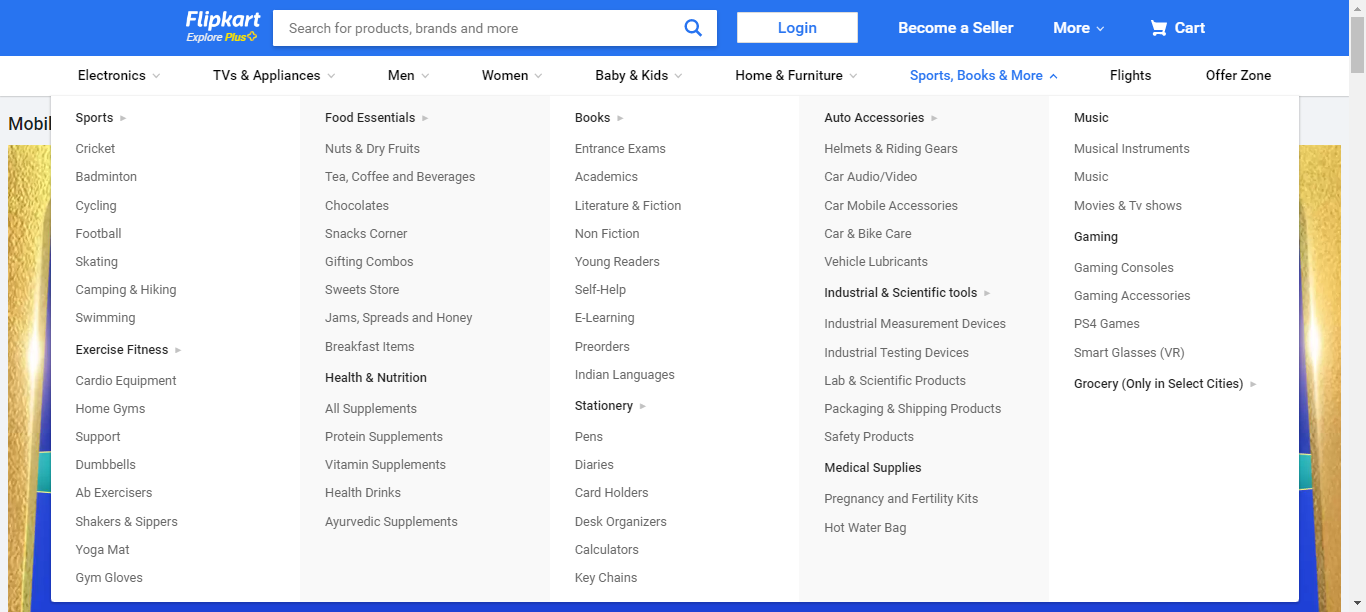 Flipkart
Explore Plus
Search for products, brands and more
Login
Become a Seller
More
Cart
Electronics
TVs & Appliances
Men
Women
Baby & Kids
Home & Furniture
Sports, Books & More
Flights
Offer Zone
Mobil
Sports
Cricket
Badminton
Cycling
Football
Skating
Camping & Hiking
Swimming
Exercise Fitness
Cardio Equipment
Home Gyms
Support
Dumbbells
Ab Exercisers
Shakers & Sippers
Yoga Mat
Gym Gloves
Food Essentials
Nuts & Dry Fruits
Tea, Coffee and Beverages
Chocolates
Snacks Corner
Gifting Combos
Sweets Store
Jams, Spreads and Honey
Breakfast Items
Health & Nutrition
All Supplements
Protein Supplements
Vitamin Supplements
Health Drinks
Ayurvedic Supplements
Books
Entrance Exams
Academics
Literature & Fiction
Non Fiction
Young Readers
Self-Help
E-Learning
Preorders
Indian Languages
Stationery
Pens
Diaries
Card Holders
Desk Organizers
Calculators
Key Chains
Auto Accessories
Helmets & Riding Gears
Car Audio/Video
Car Mobile Accessories
Car & Bike Care
Vehicle Lubricants
Industrial & Scientific tools
Industrial Measurement Devices
Industrial Testing Devices
Lab & Scientific Products
Packaging & Shipping Products
Safety Products
Medical Supplies
Pregnancy and Fertility Kits
Hot Water Bag
Music
Musical Instruments
Music
Movies & Tv shows
Gaming
Gaming Consoles
Gaming Accessories
PS4 Games
Smart Glasses (VR)
Grocery (Only in Select Cities)